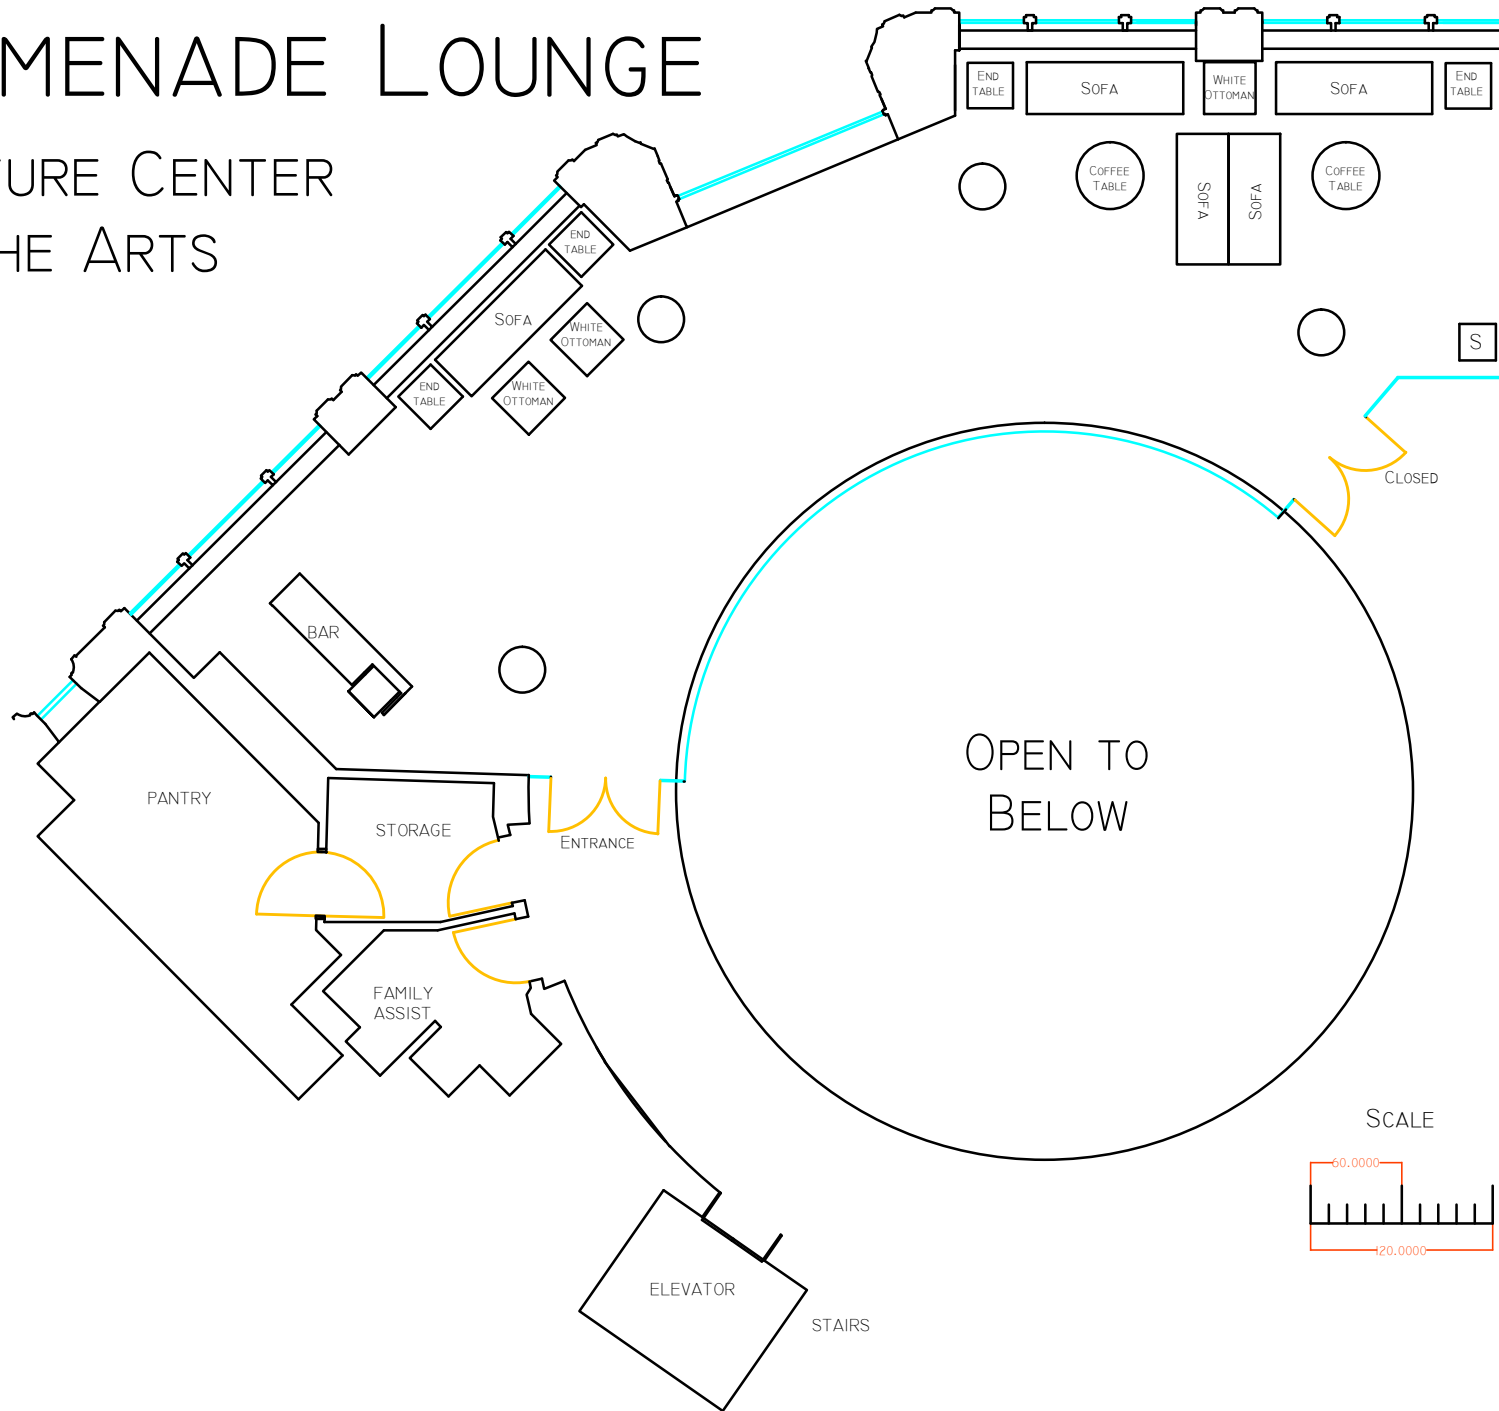 MENADE LOUNGE
TURE CENTER
HE ARTS
END
TABLE
SOFA
WHITE
OTTOMAN
SOFA
END
TABLE
COFFEE
TABLE
SOFA
SOFA
COFFEE
TABLE
END
TABLE
SOFA
WHITE
OTTOMAN
END
TABLE
WHITE
OTTOMAN
S
CLOSED
BAR
OPEN TO
BELOW
PANTRY
STORAGE
ENTRANCE
FAMILY
ASSIST
SCALE
60.0000
120.0000
ELEVATOR
STAIRS